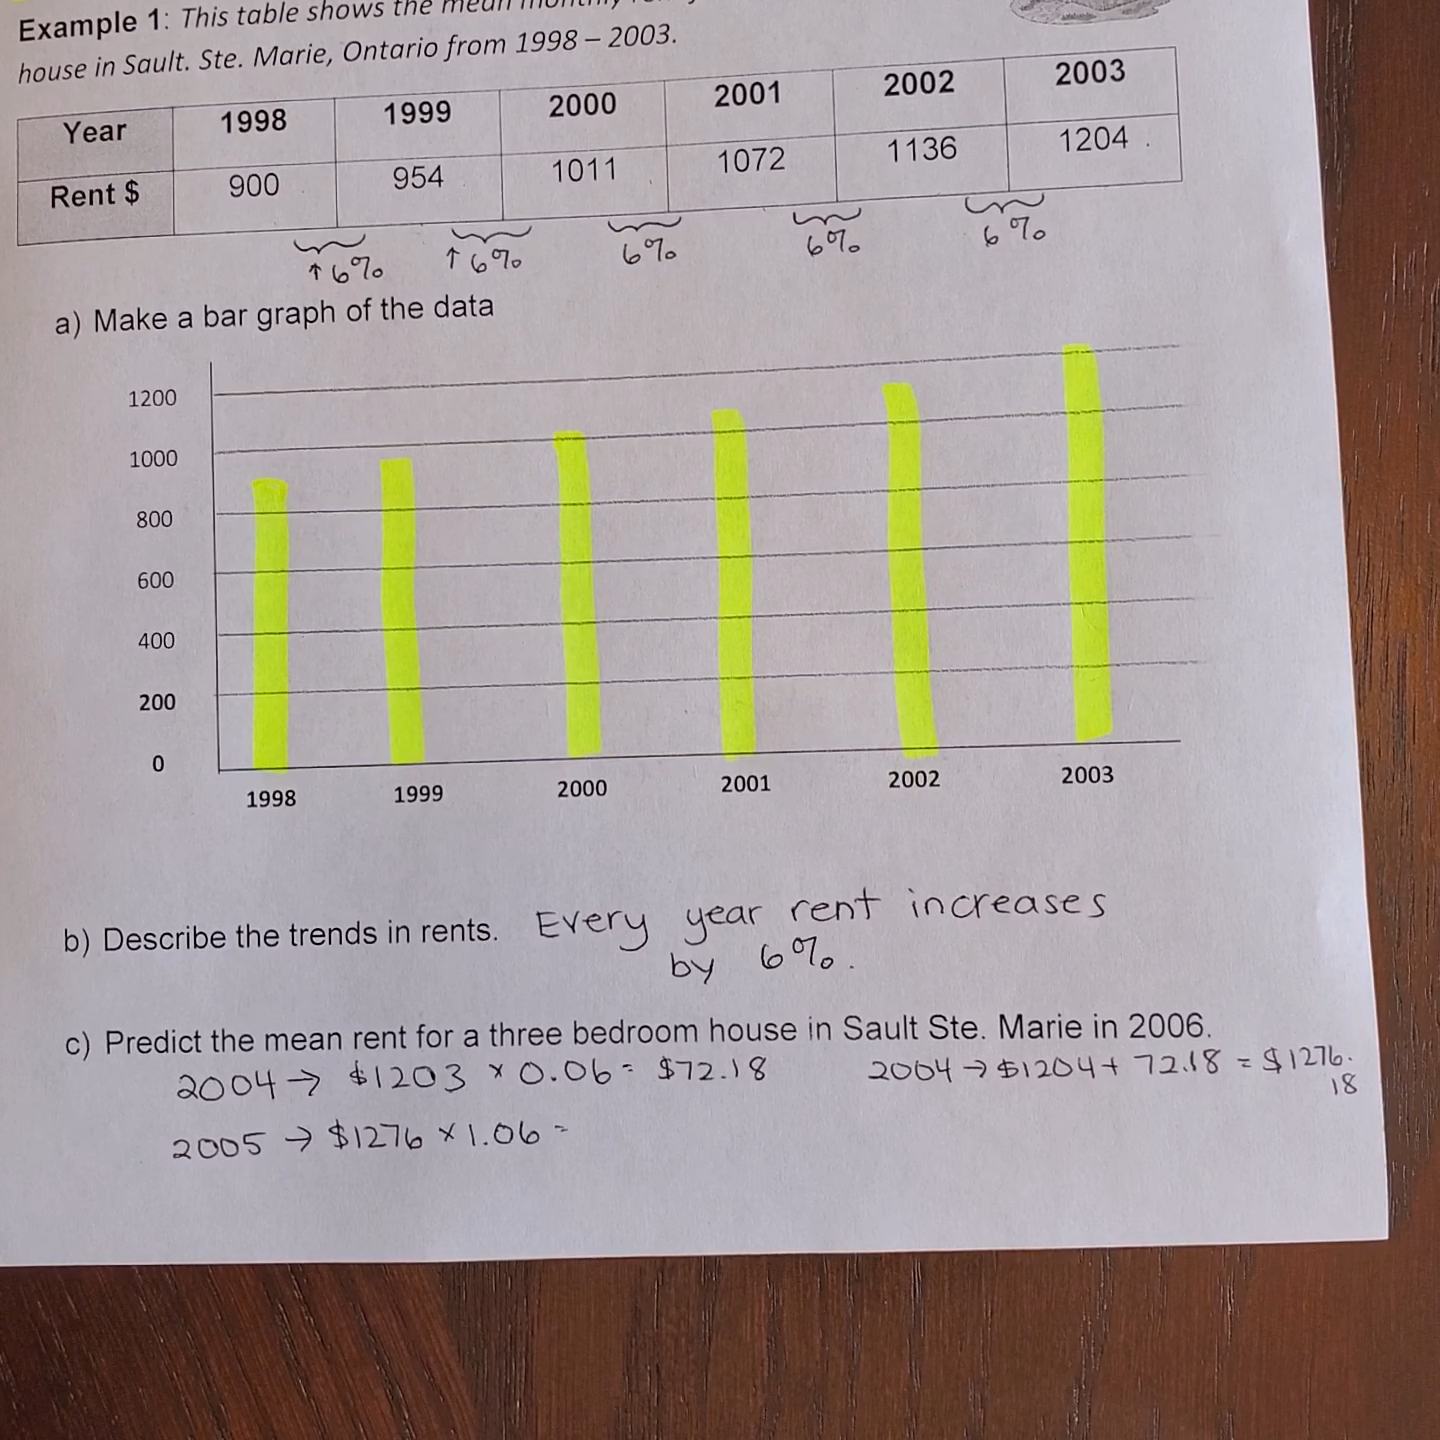 Example 1: This table shows the mean monthly
house in Sault. Ste. Marie, Ontario from 1998 – 2003.
Year 1998 1999 2000 2001 2002 2003
Rent $ 900 954 1011 1072 1136 1204
↑6% ↑6% 6% 6% 6%
a) Make a bar graph of the data
1200
1000
800
600
400
200
0
1998 1999 2000 2001 2002 2003
b) Describe the trends in rents. Every year rent increases
by 6%.
c) Predict the mean rent for a three bedroom house in Sault Ste. Marie in 2006.
2004 → $1203 × 0.06 = $72.18 2004 → $1204 + 72.18 = $1276.
18
2005 → $1276 × 1.06 =